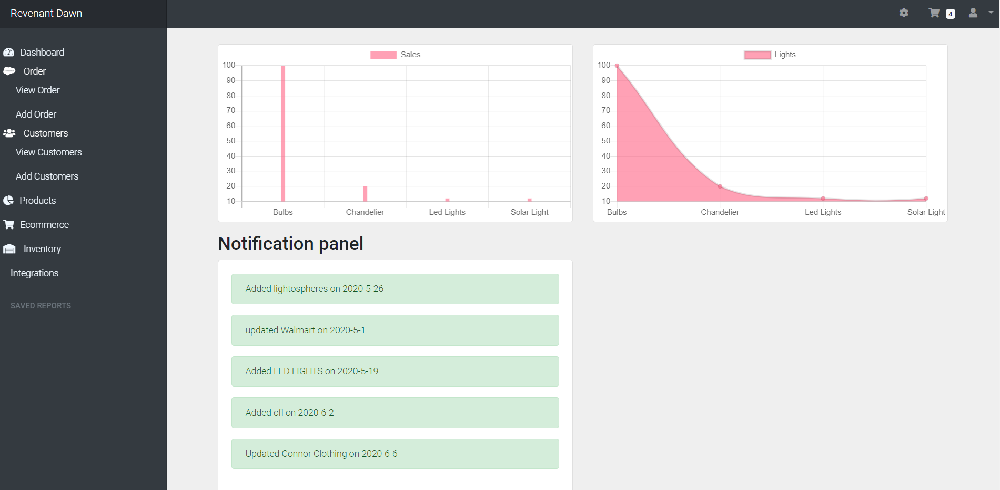 Revenant Dawn
4
Dashboard
Order
View Order
Add Order
Customers
View Customers
Add Customers
Products
Ecommerce
Inventory
Integrations
SAVED REPORTS
Sales
100
90
80
70
60
50
40
30
20
10
Bulbs Chandelier Led Lights Solar Light
Lights
100
90
80
70
60
50
40
30
20
10
Bulbs Chandelier Led Lights Solar Light
Notification panel
Added lightospheres on 2020-5-26
updated Walmart on 2020-5-1
Added LED LIGHTS on 2020-5-19
Added cfl on 2020-6-2
Updated Connor Clothing on 2020-6-6